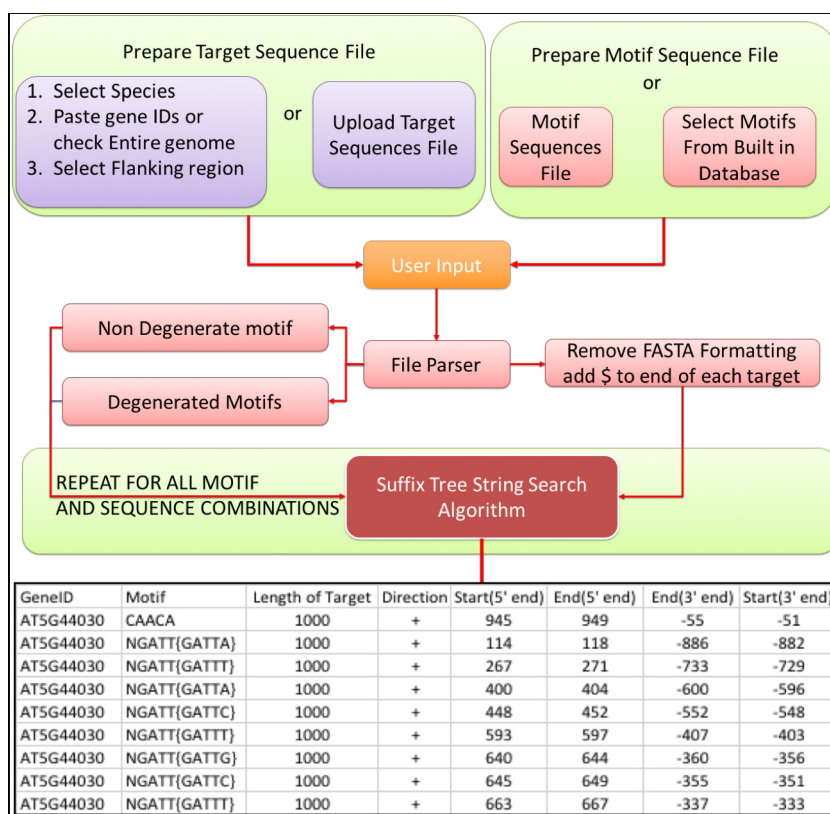 Prepare Target Sequence File
1. Select Species
2. Paste gene IDs or
check Entire genome
3. Select Flanking region
or
Upload Target
Sequences File
Prepare Motif Sequence File
or
Motif
Sequences
File
Select Motifs
From Built in
Database
User Input
Non Degenerate motif
File Parser
Remove FASTA Formatting
add $ to end of each target
Degenerated Motifs
REPEAT FOR ALL MOTIF
AND SEQUENCE COMBINATIONS
Suffix Tree String Search
Algorithm
GeneID Motif Length of Target Direction Start(5' end) End(5' end) End(3' end) Start(3' end)
AT5G44030 CAACA 1000 + 945 949 -55 -51
AT5G44030 NGATT{GATTA} 1000 + 114 118 -886 -882
AT5G44030 NGATT{GATTT} 1000 + 267 271 -733 -729
AT5G44030 NGATT{GATTA} 1000 + 400 404 -600 -596
AT5G44030 NGATT{GATTC} 1000 + 448 452 -552 -548
AT5G44030 NGATT{GATTT} 1000 + 593 597 -407 -403
AT5G44030 NGATT{GATTG} 1000 + 640 644 -360 -356
AT5G44030 NGATT{GATTC} 1000 + 645 649 -355 -351
AT5G44030 NGATT{GATTT} 1000 + 663 667 -337 -333